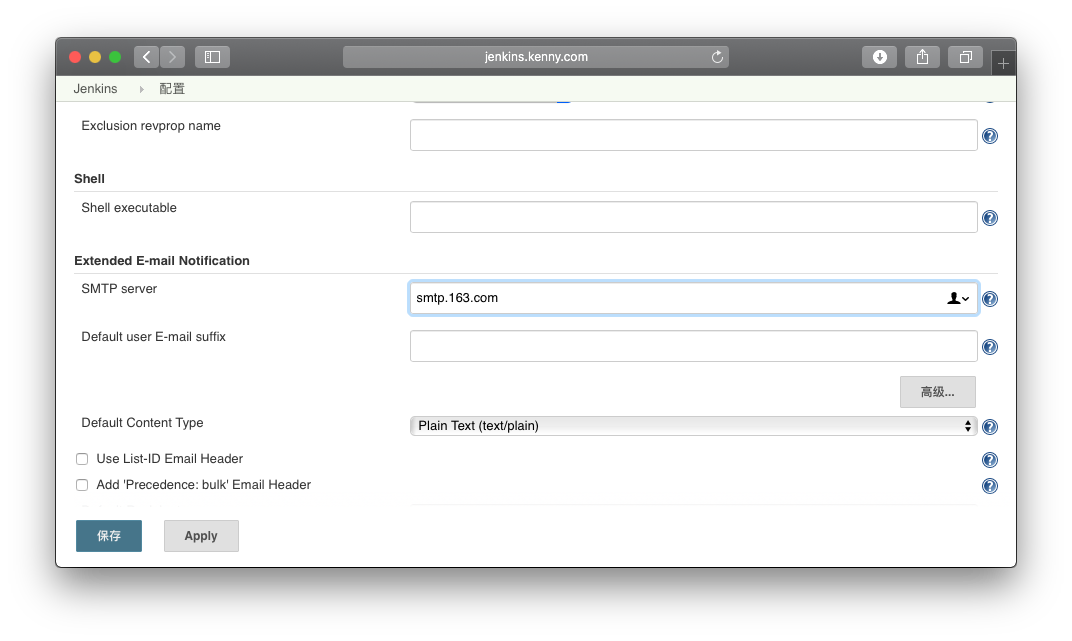 jenkins.kenny.com
Jenkins 配置
Exclusion revprop name
Shell
Shell executable
Extended E-mail Notification
SMTP server smtp.163.com
Default user E-mail suffix
高级...
Default Content Type Plain Text (text/plain)
Use List-ID Email Header
Add 'Precedence: bulk' Email Header
保存 Apply